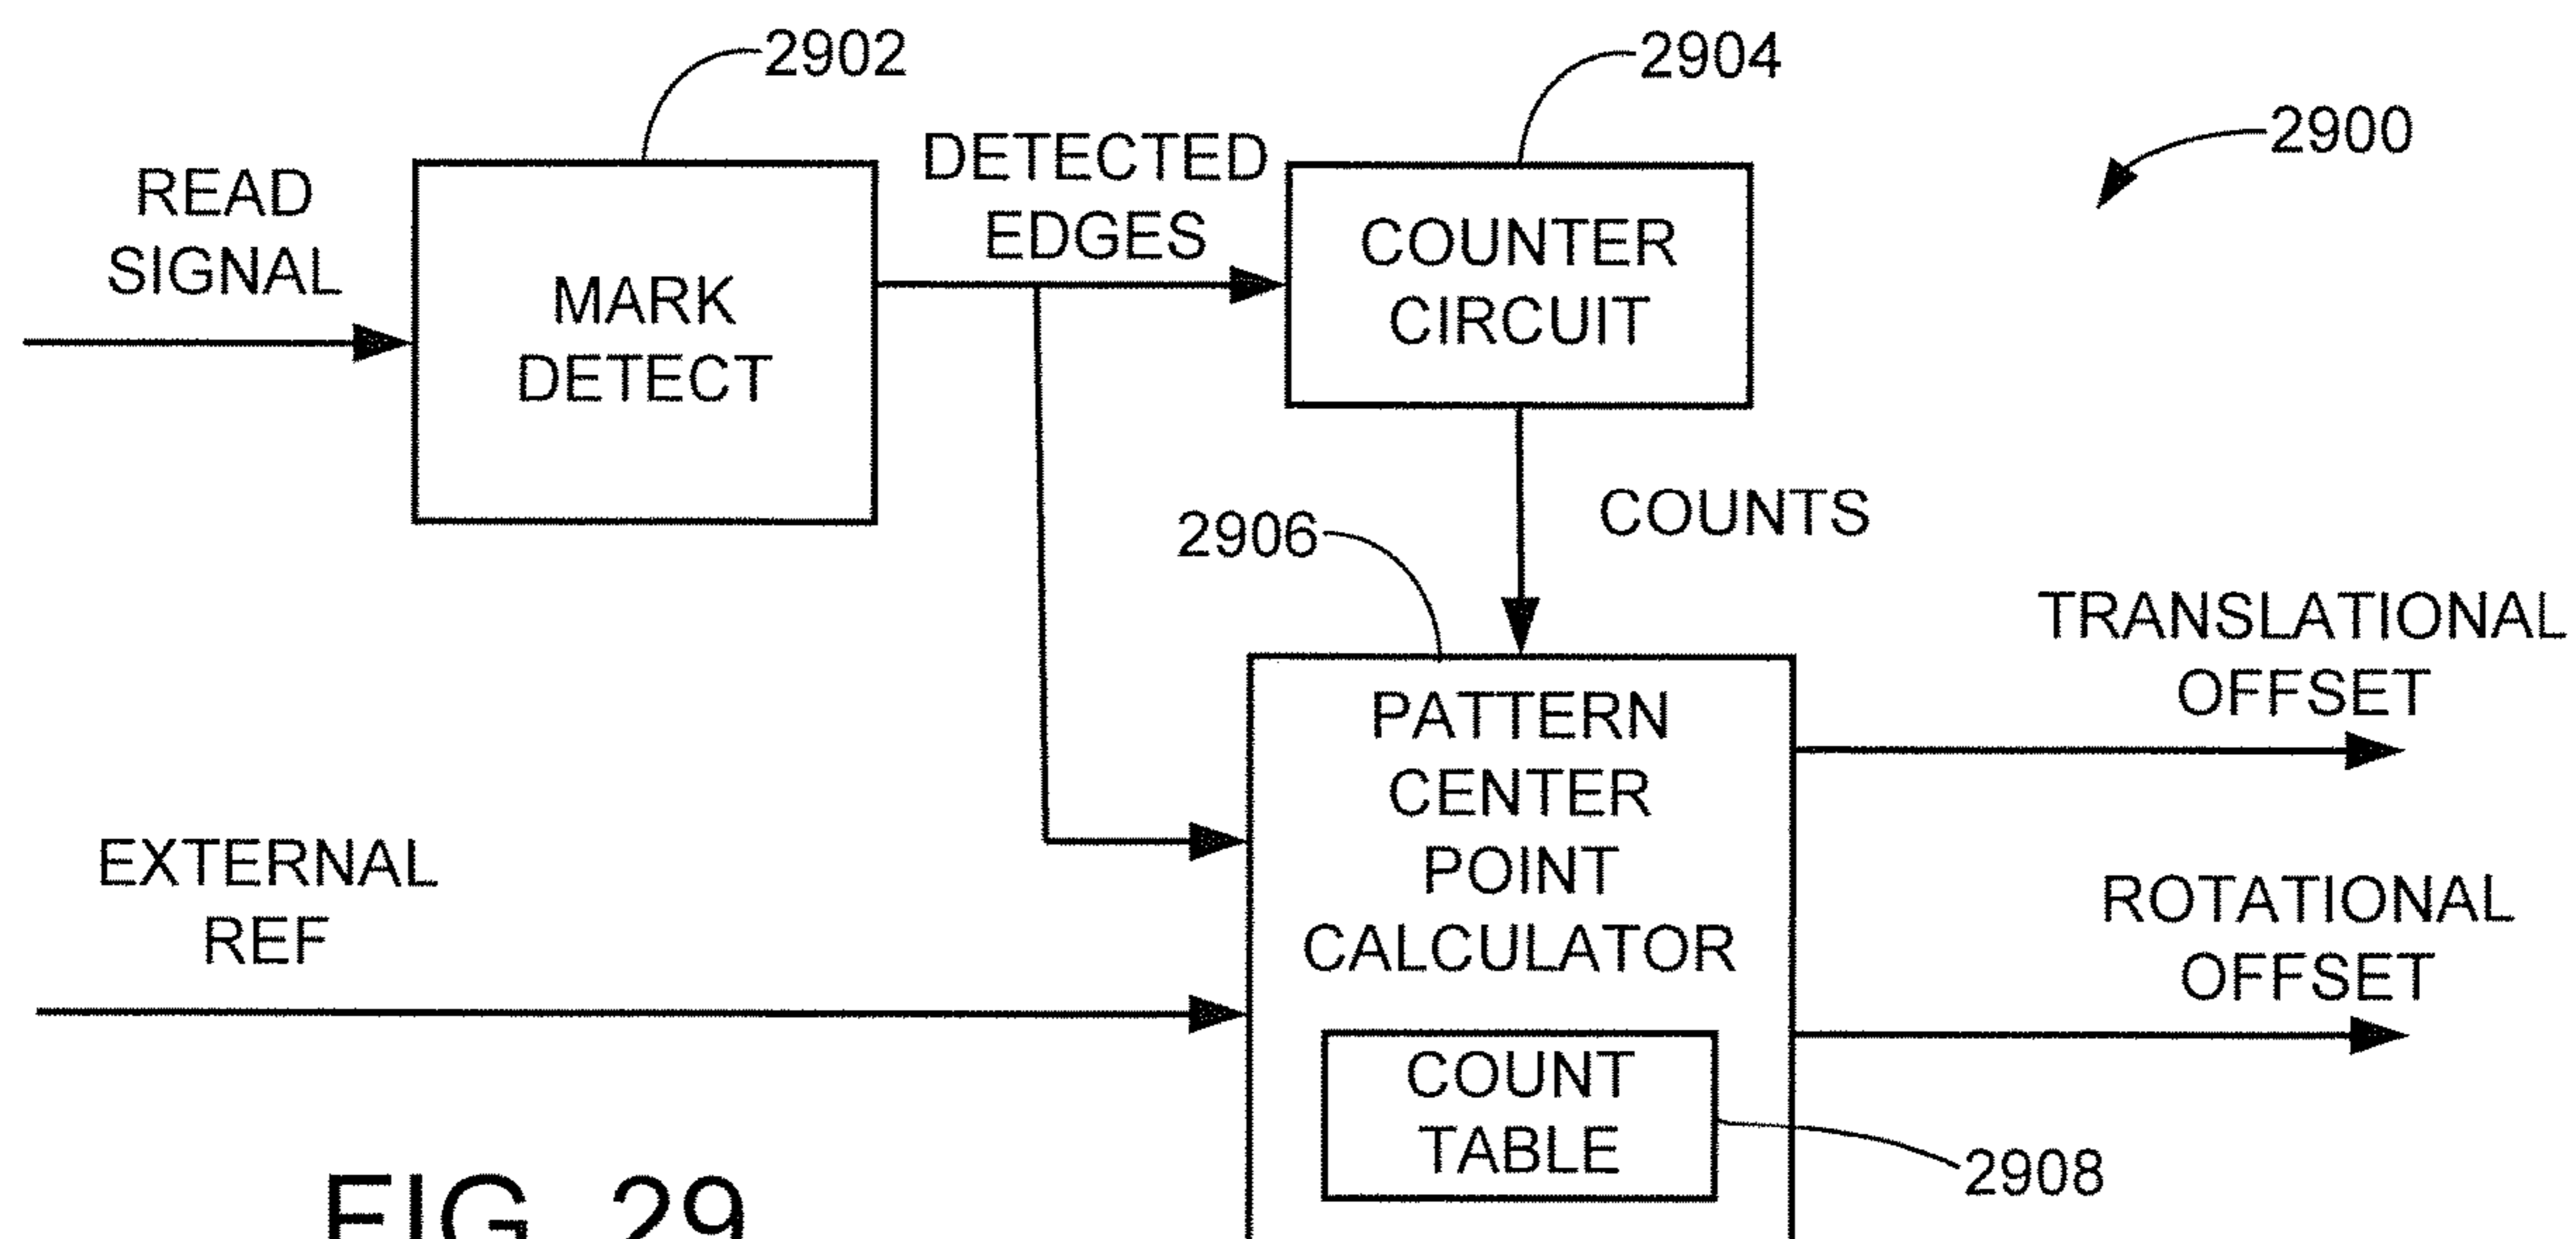 2902
2904
2900
READ
SIGNAL
MARK
DETECT
DETECTED
EDGES
COUNTER
CIRCUIT
COUNTS
2906
PATTERN
CENTER
POINT
CALCULATOR
TRANSLATIONAL
OFFSET
EXTERNAL
REF
ROTATIONAL
OFFSET
COUNT
TABLE
2908
FIG. 29